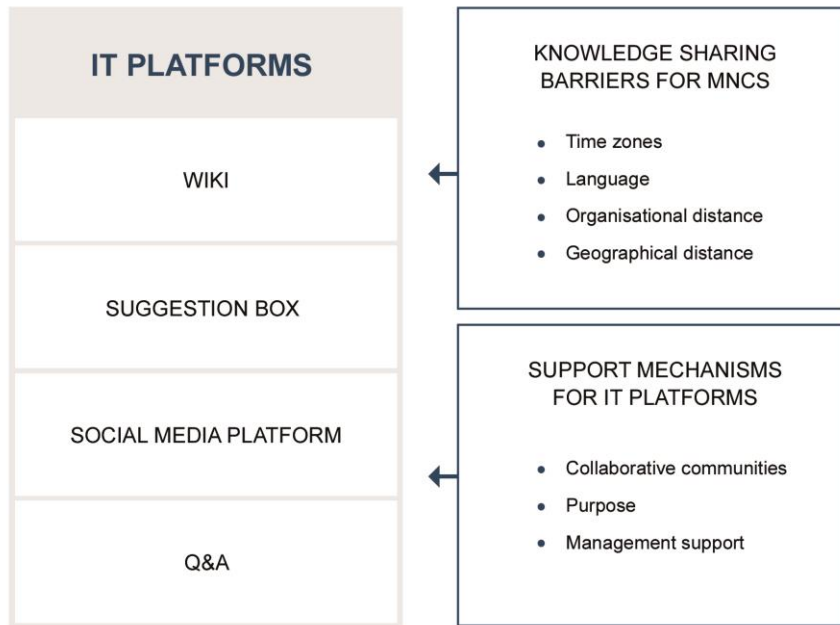 IT PLATFORMS
WIKI
SUGGESTION BOX
SOCIAL MEDIA PLATFORM
Q&A
KNOWLEDGE SHARING
BARRIERS FOR MNCS
• Time zones
• Language
• Organisational distance
• Geographical distance
SUPPORT MECHANISMS
FOR IT PLATFORMS
• Collaborative communities
• Purpose
• Management support